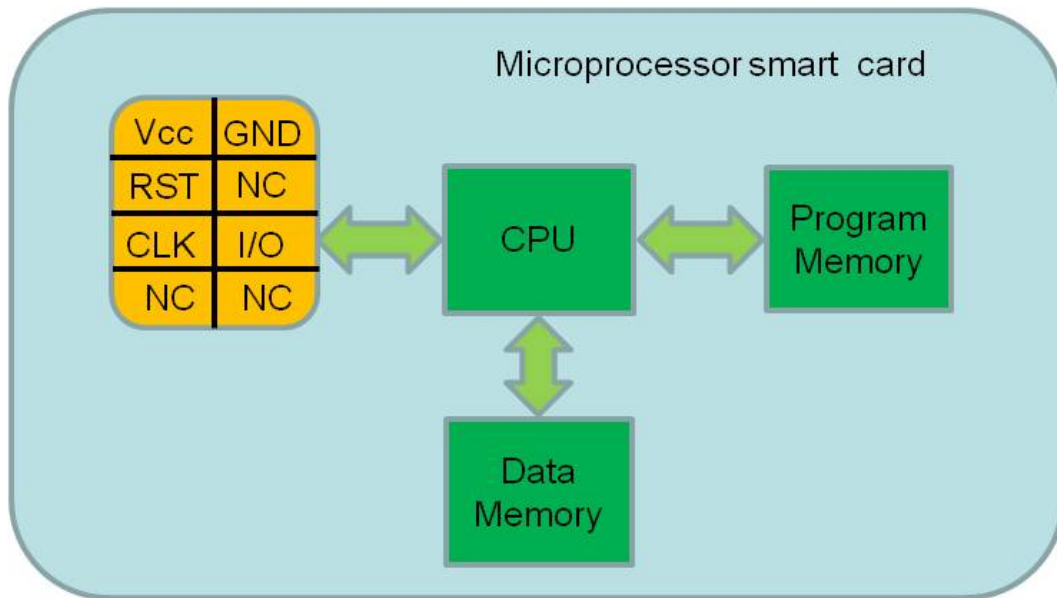 Microprocessor smart card
Vcc GND
RST NC
CLK I/O
NC NC
CPU
Program
Memory
Data
Memory